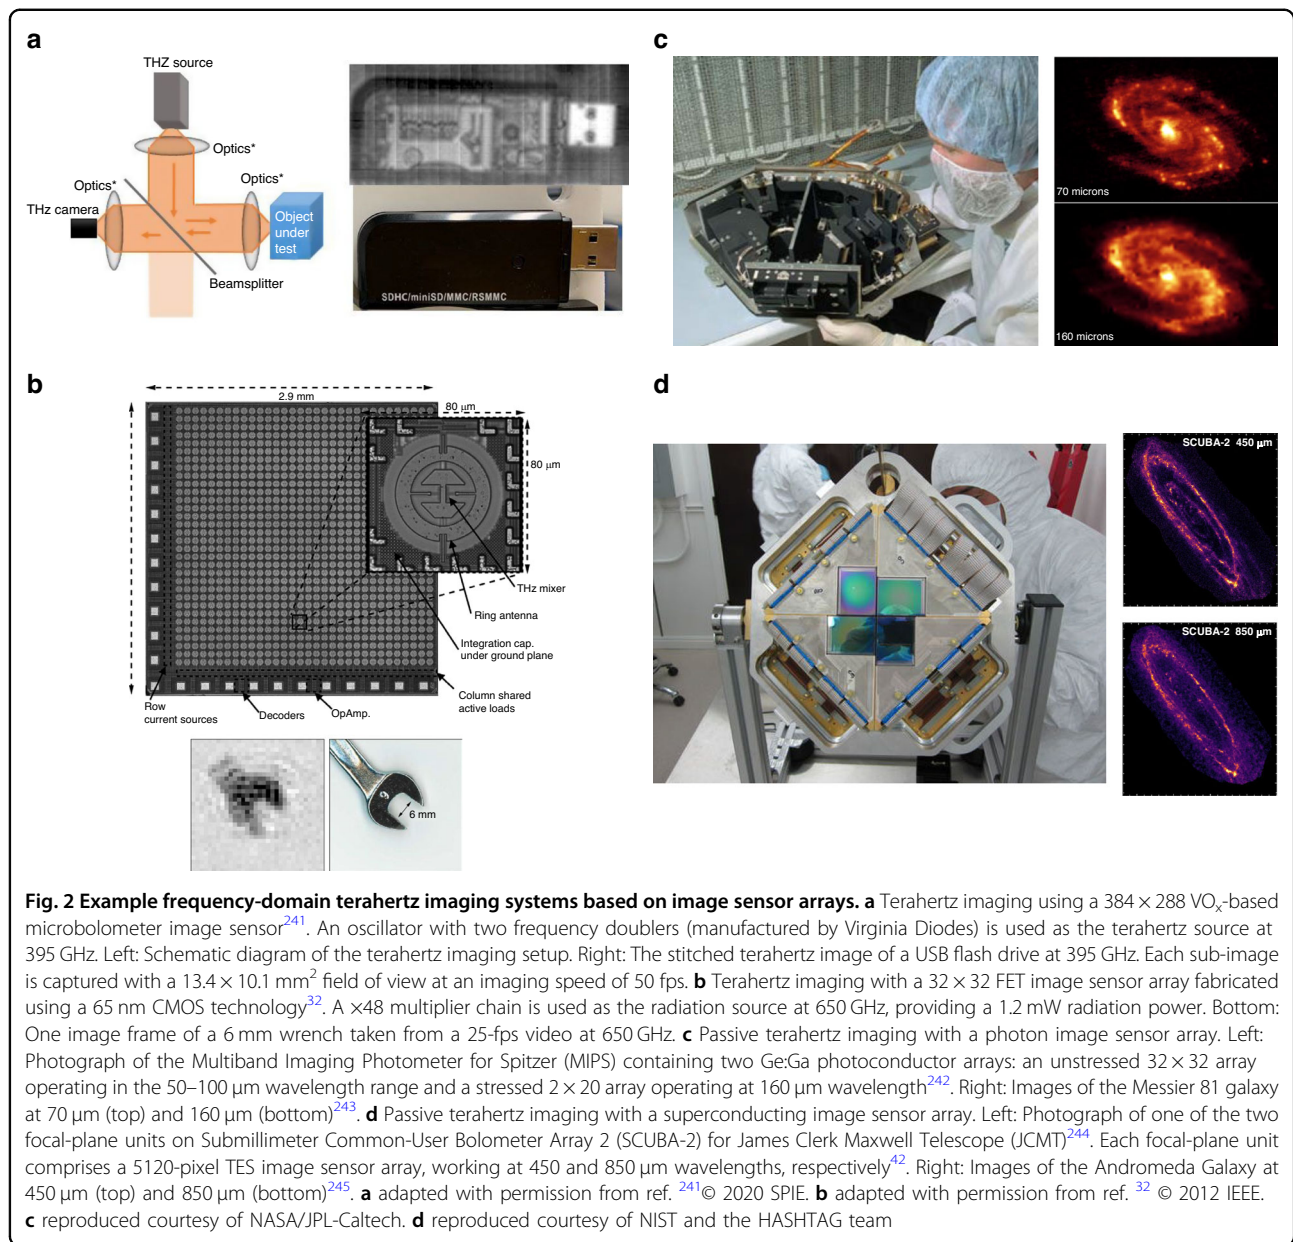 a
THZ source
Optics*
Optics*
Optics*
THz camera
Object
under
test
Beamsplitter
SDHC/miniSD/MMC/RSMMC
b
2.9 mm
80 µm
80 µm
THz mixer
Ring antenna
Integration cap.
under ground plane
Column shared
active loads
Row
current sources
Decoders
OpAmp.
6 mm
c
70 microns
160 microns
d
SCUBA-2 450 µm
SCUBA-2 850 µm
Fig. 2 Example frequency-domain terahertz imaging systems based on image sensor arrays. a Terahertz imaging using a 384 × 288 VOx-based
microbolometer image sensor241. An oscillator with two frequency doublers (manufactured by Virginia Diodes) is used as the terahertz source at
395 GHz. Left: Schematic diagram of the terahertz imaging setup. Right: The stitched terahertz image of a USB flash drive at 395 GHz. Each sub-image
is captured with a 13.4 × 10.1 mm2 field of view at an imaging speed of 50 fps. b Terahertz imaging with a 32 × 32 FET image sensor array fabricated
using a 65 nm CMOS technology32. A ×48 multiplier chain is used as the radiation source at 650 GHz, providing a 1.2 mW radiation power. Bottom:
One image frame of a 6 mm wrench taken from a 25-fps video at 650 GHz. c Passive terahertz imaging with a photon image sensor array. Left:
Photograph of the Multiband Imaging Photometer for Spitzer (MIPS) containing two Ge:Ga photoconductor arrays: an unstressed 32 × 32 array
operating in the 50–100 µm wavelength range and a stressed 2 × 20 array operating at 160 µm wavelength242. Right: Images of the Messier 81 galaxy
at 70 µm (top) and 160 µm (bottom)243. d Passive terahertz imaging with a superconducting image sensor array. Left: Photograph of one of the two
focal-plane units on Submillimeter Common-User Bolometer Array 2 (SCUBA-2) for James Clerk Maxwell Telescope (JCMT)244. Each focal-plane unit
comprises a 5120-pixel TES image sensor array, working at 450 and 850 µm wavelengths, respectively42. Right: Images of the Andromeda Galaxy at
450 µm (top) and 850 µm (bottom)245. a adapted with permission from ref. 241© 2020 SPIE. b adapted with permission from ref. 32 © 2012 IEEE.
c reproduced courtesy of NASA/JPL-Caltech. d reproduced courtesy of NIST and the HASHTAG team